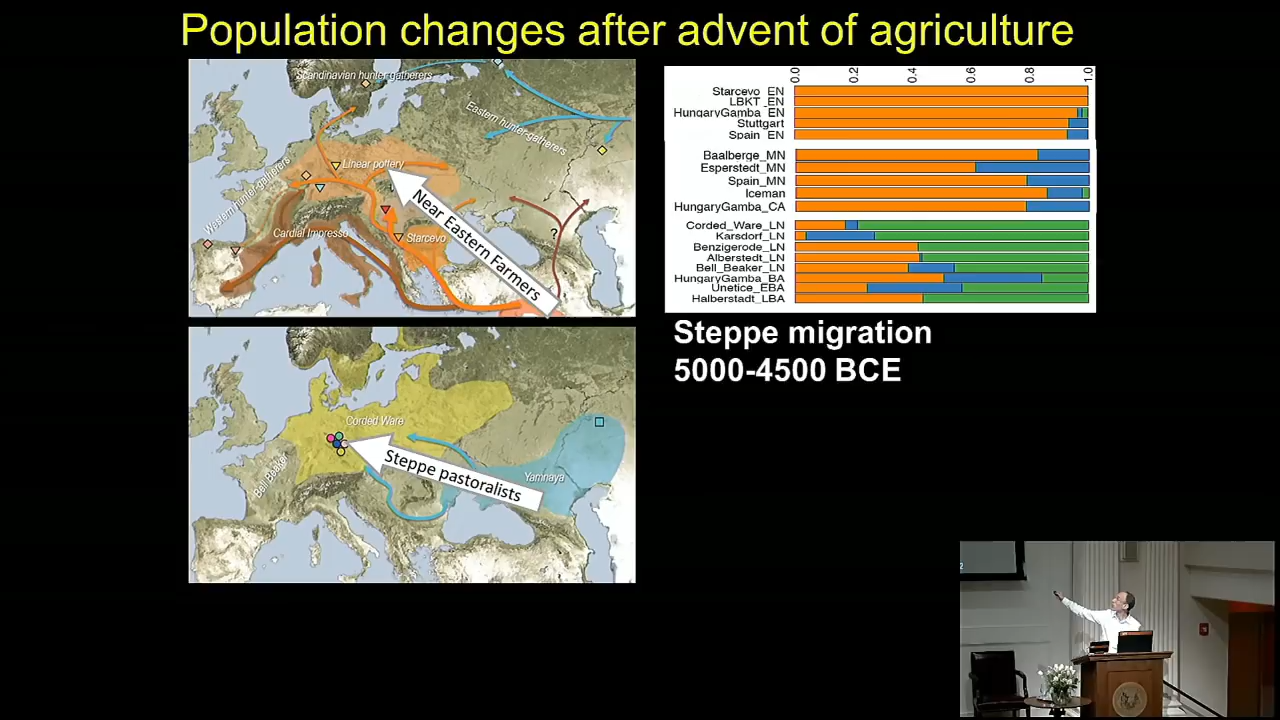 Population changes after advent of agriculture
Scandinavian hunter-gatherers
Eastern hunter-gatherers
Western hunter-gatherers
Linear pottery
Cardial Impresso
Starcevo
?
Near Eastern Farmers
0.0 0.2 0.4 0.6 0.8 1.0
Starcevo_EN
LBKT_EN
HungaryGamba_EN
Stuttgart
Spain_EN
Baalberge_MN
Esperstedt_MN
Spain_MN
Iceman
HungaryGamba_CA
Corded_Ware_LN
Karsdorf_LN
Benzigerode_LN
Alberstedt_LN
Bell_Beaker_LN
HungaryGamba_BA
Unetice_EBA
Halberstadt_LBA
Steppe migration
5000-4500 BCE
Corded Ware
Bell Beaker
Yamnaya
Steppe pastoralists
2